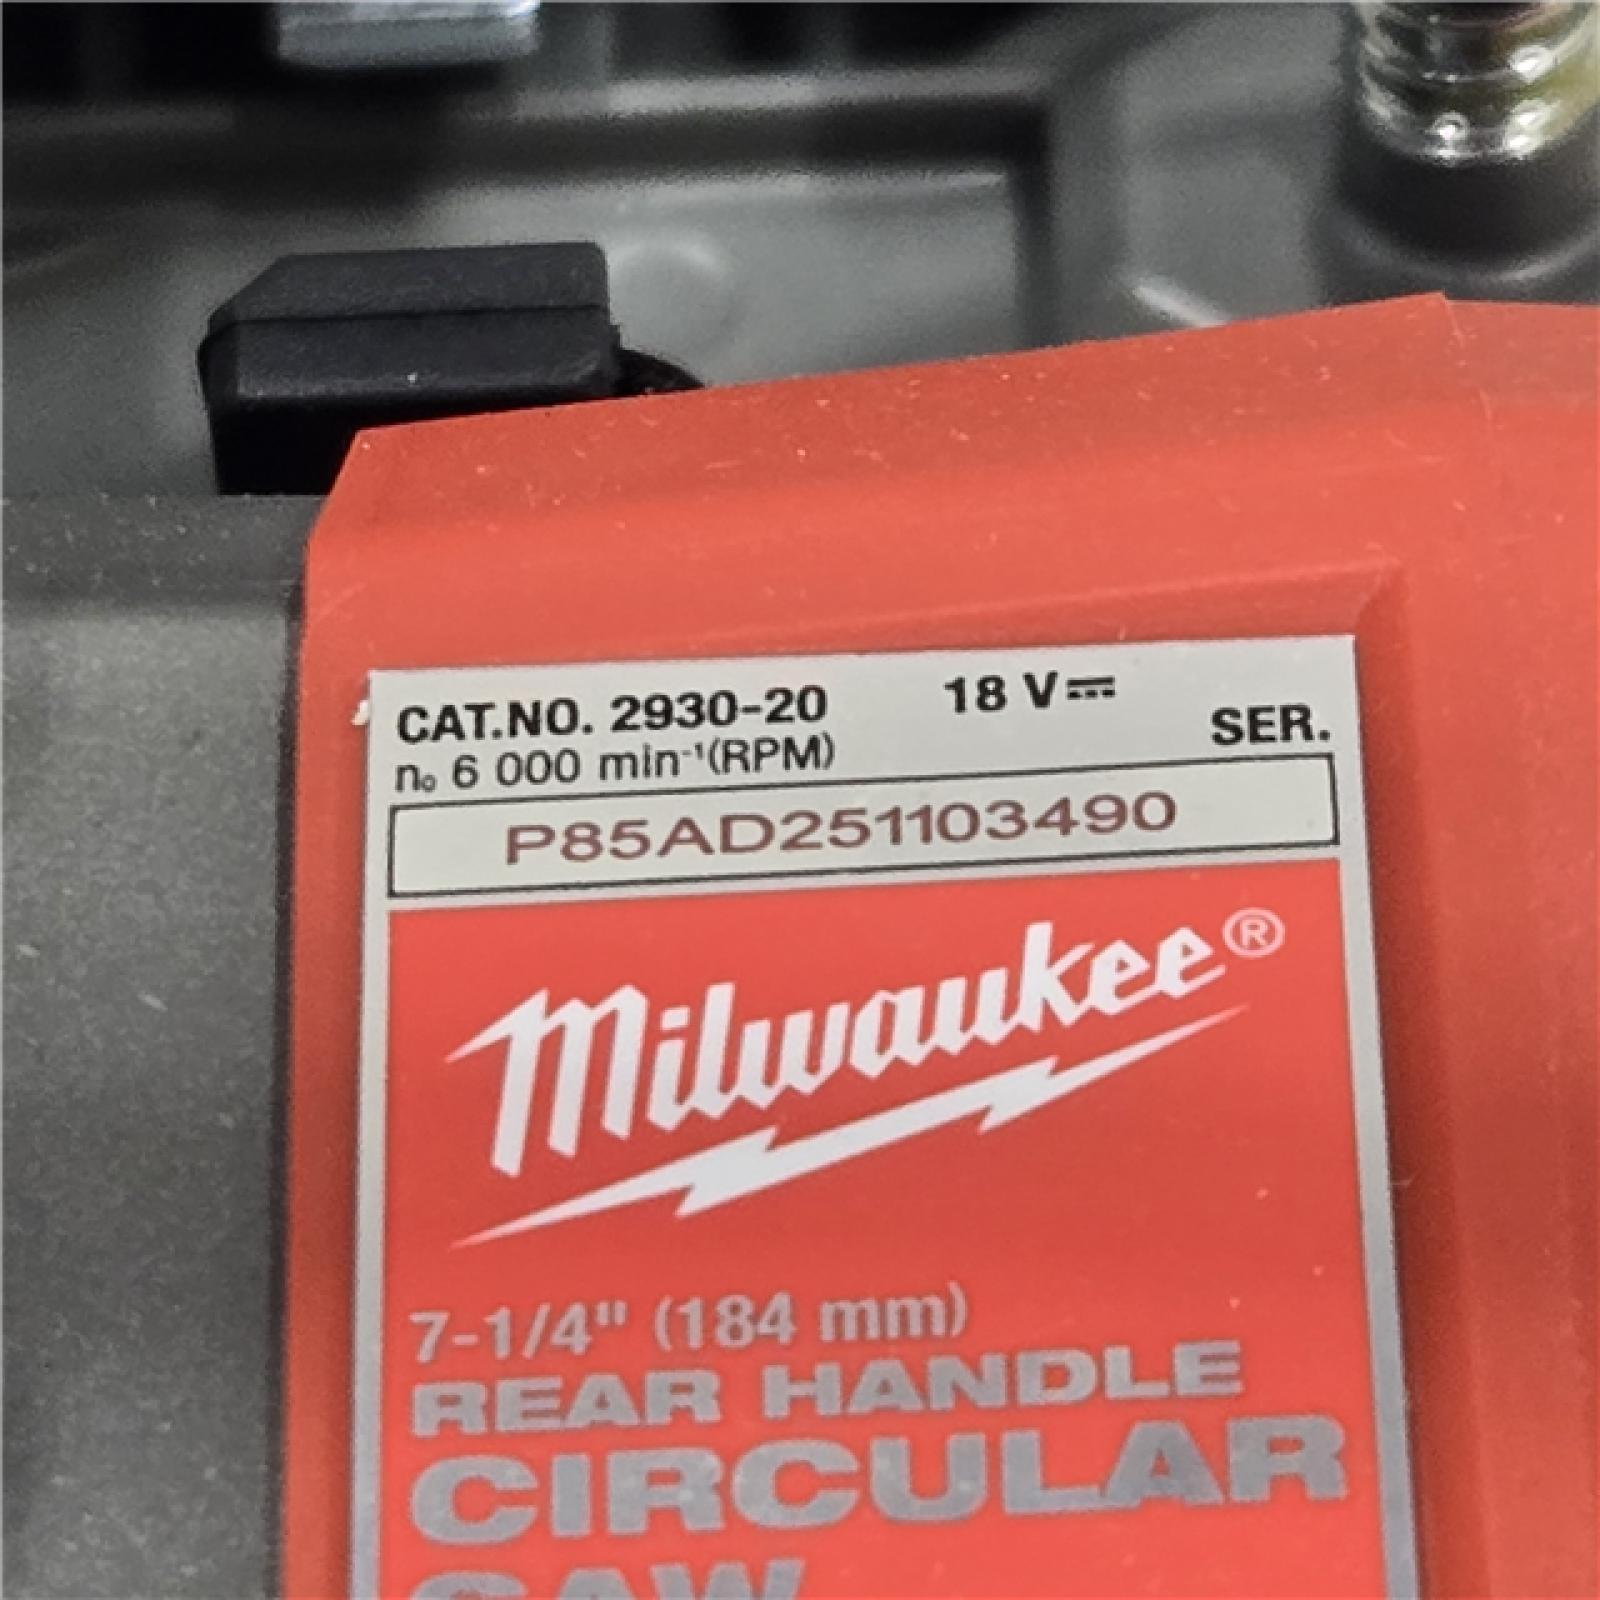 CAT.NO. 2930-20 18 V⎓
SER.
n₀ 6 000 min⁻¹(RPM)
P85AD251103490
Milwaukee®
7-1/4" (184 mm)
REAR HANDLE
CIRCULAR
SAW